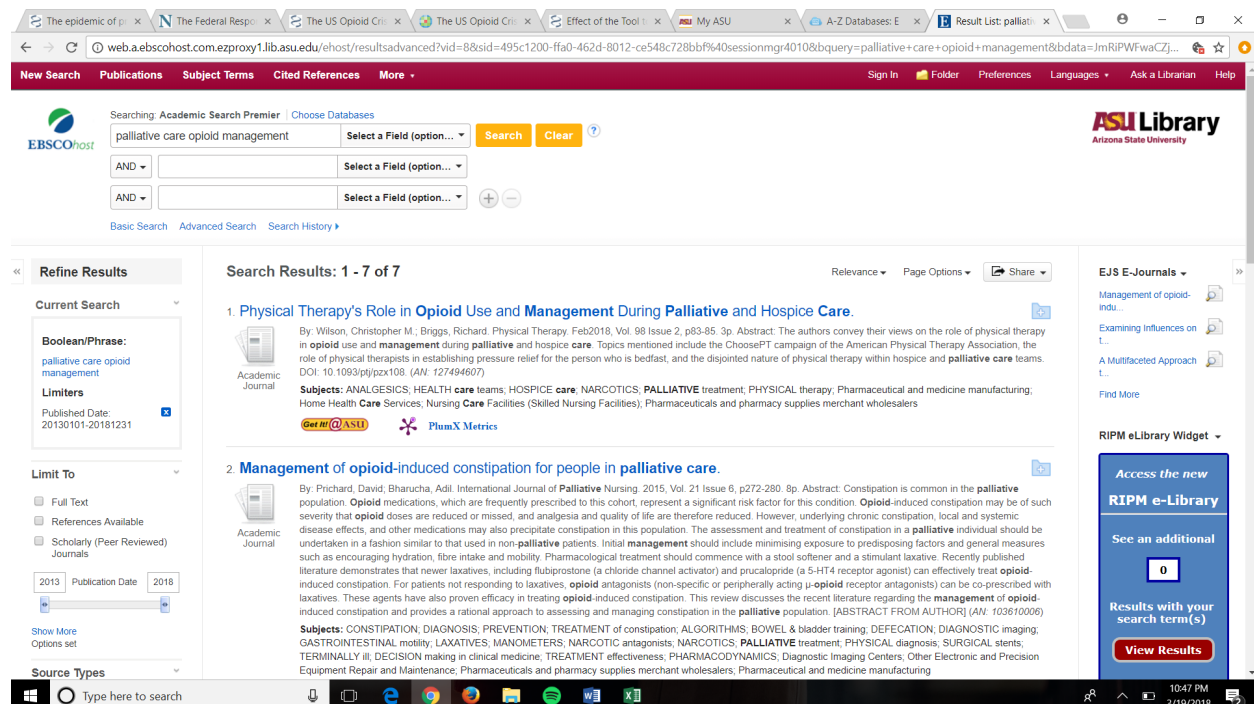 The epidemic of p
The Federal Respo
The US Opioid Cris
The US Opioid Cris
Effect of the Tool t
My ASU
A-Z Databases: E
Result List: palliativ
web.a.ebscohost.com.ezproxy1.lib.asu.edu/ehost/resultsadvanced?vid=8&sid=495c1200-ffa0-462d-8012-ce548c728bbf%40sessionmgr4010&bquery=palliative+care+opioid+management&bdata=JmRiPWFwaCZj...
New Search Publications Subject Terms Cited References More
Sign In Folder Preferences Languages Ask a Librarian Help
EBSCOhost
Searching: Academic Search Premier Choose Databases
palliative care opioid management Select a Field (option... Search Clear ?
AND Select a Field (option...
AND Select a Field (option...
Basic Search Advanced Search Search History
ASU Library
Arizona State University
Refine Results
Current Search
Boolean/Phrase:
palliative care opioid
management
Limiters
Published Date:
20130101-20181231
Limit To
Full Text
References Available
Scholarly (Peer Reviewed)
Journals
2013 Publication Date 2018
Show More
Options set
Source Types
Search Results: 1 - 7 of 7
Relevance Page Options Share
1. Physical Therapy's Role in Opioid Use and Management During Palliative and Hospice Care.
Academic
Journal
By: Wilson, Christopher M.; Briggs, Richard. Physical Therapy. Feb2018, Vol. 98 Issue 2, p83-85. 3p. Abstract: The authors convey their views on the role of physical therapy
in opioid use and management during palliative and hospice care. Topics mentioned include the ChoosePT campaign of the American Physical Therapy Association, the
role of physical therapists in establishing pressure relief for the person who is bedfast, and the disjointed nature of physical therapy within hospice and palliative care teams.
DOI: 10.1093/ptj/pzx108. (AN: 127494607)
Subjects: ANALGESICS; HEALTH care teams; HOSPICE care; NARCOTICS; PALLIATIVE treatment; PHYSICAL therapy; Pharmaceutical and medicine manufacturing;
Home Health Care Services; Nursing Care Facilities (Skilled Nursing Facilities); Pharmaceuticals and pharmacy supplies merchant wholesalers
Get It!@ASU PlumX Metrics
2. Management of opioid-induced constipation for people in palliative care.
Academic
Journal
By: Prichard, David; Bharucha, Adil. International Journal of Palliative Nursing. 2015, Vol. 21 Issue 6, p272-280. 8p. Abstract: Constipation is common in the palliative
population. Opioid medications, which are frequently prescribed to this cohort, represent a significant risk factor for this condition. Opioid-induced constipation may be of such
severity that opioid doses are reduced or missed, and analgesia and quality of life are therefore reduced. However, underlying chronic constipation, local and systemic
disease effects, and other medications may also precipitate constipation in this population. The assessment and treatment of constipation in a palliative individual should be
undertaken in a fashion similar to that used in non-palliative patients. Initial management should include minimising exposure to predisposing factors and general measures
such as encouraging hydration, fibre intake and mobility. Pharmacological treatment should commence with a stool softener and a stimulant laxative. Recently published
literature demonstrates that newer laxatives, including flubiprostone (a chloride channel activator) and prucalopride (a 5-HT4 receptor agonist) can effectively treat opioid-
induced constipation. For patients not responding to laxatives, opioid antagonists (non-specific or peripherally acting μ-opioid receptor antagonists) can be co-prescribed with
laxatives. These agents have also proven efficacy in treating opioid-induced constipation. This review discusses the recent literature regarding the management of opioid-
induced constipation and provides a rational approach to assessing and managing constipation in the palliative population. [ABSTRACT FROM AUTHOR] (AN: 103610006)
Subjects: CONSTIPATION; DIAGNOSIS; PREVENTION; TREATMENT of constipation; ALGORITHMS; BOWEL & bladder training; DEFECATION; DIAGNOSTIC imaging;
GASTROINTESTINAL motility; LAXATIVES; MANOMETERS; NARCOTIC antagonists; NARCOTICS; PALLIATIVE treatment; PHYSICAL diagnosis; SURGICAL stents;
TERMINALLY ill; DECISION making in clinical medicine; TREATMENT effectiveness; PHARMACODYNAMICS; Diagnostic Imaging Centers; Other Electronic and Precision
Equipment Repair and Maintenance; Pharmaceuticals and pharmacy supplies merchant wholesalers; Pharmaceutical and medicine manufacturing
EJS E-Journals
Management of opioid-
indu...
Examining Influences on
t...
A Multifaceted Approach
t...
Find More
RIPM eLibrary Widget
Access the new
RIPM e-Library
See an additional
0
Results with your
search term(s)
View Results
Type here to search
10:47 PM
2/19/2018